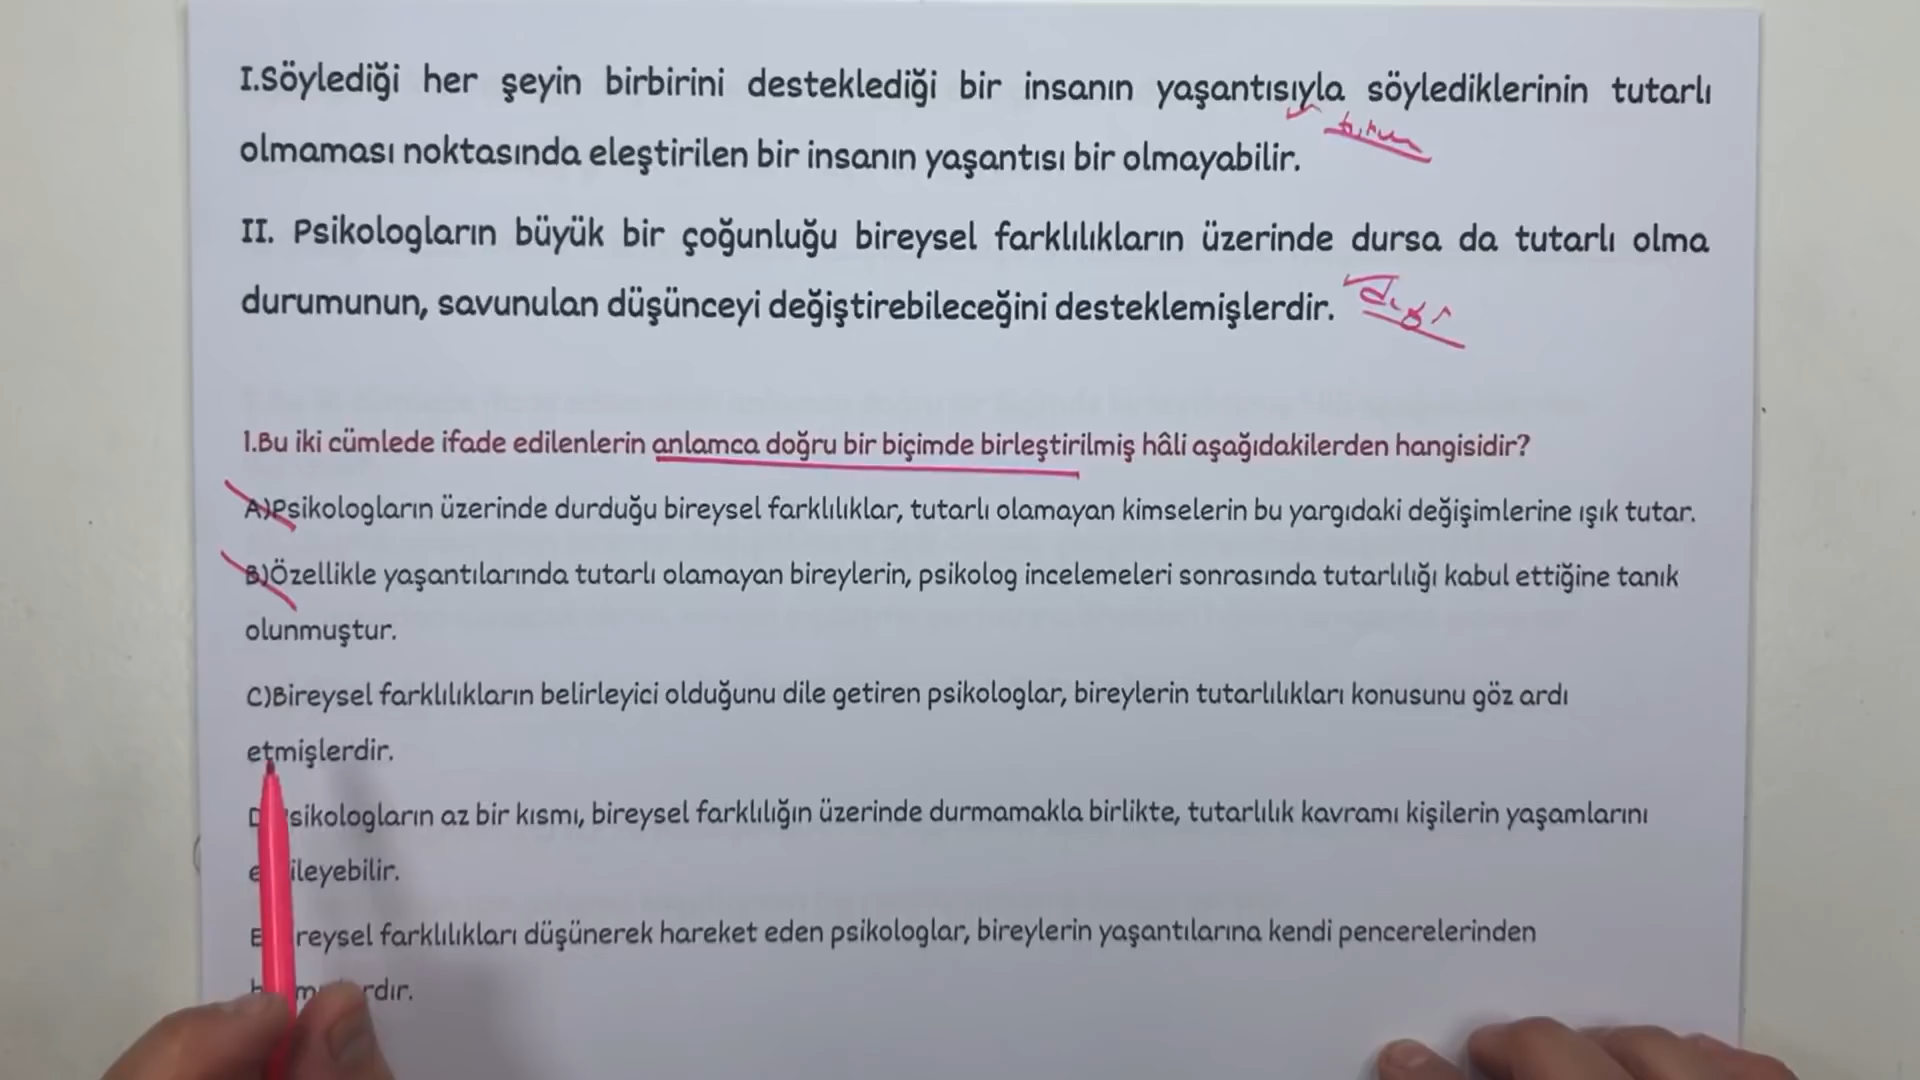 I.Söylediği her şeyin birbirini desteklediği bir insanın yaşantısıyla söylediklerinin tutarlı
olmaması noktasında eleştirilen bir insanın yaşantısı bir olmayabilir.
II. Psikologların büyük bir çoğunluğu bireysel farklılıkların üzerinde dursa da tutarlı olma
durumunun, savunulan düşünceyi değiştirebileceğini desteklemişlerdir.
1.Bu iki cümlede ifade edilenlerin anlamca doğru bir biçimde birleştirilmiş hâli aşağıdakilerden hangisidir?
A)Psikologların üzerinde durduğu bireysel farklılıklar, tutarlı olamayan kimselerin bu yargıdaki değişimlerine ışık tutar.
B)Özellikle yaşantılarında tutarlı olamayan bireylerin, psikolog incelemeleri sonrasında tutarlılığı kabul ettiğine tanık
olunmuştur.
C)Bireysel farklılıkların belirleyici olduğunu dile getiren psikologlar, bireylerin tutarlılıkları konusunu göz ardı
etmişlerdir.
az bir kısmı, bireysel farklılığın üzerinde durmamakla birlikte, tutarlılık kavramı kişilerin yaşamlarını
farklılıkları düşünerek hareket eden psikologlar, bireylerin yaşantılarına kendi pencerelerinden